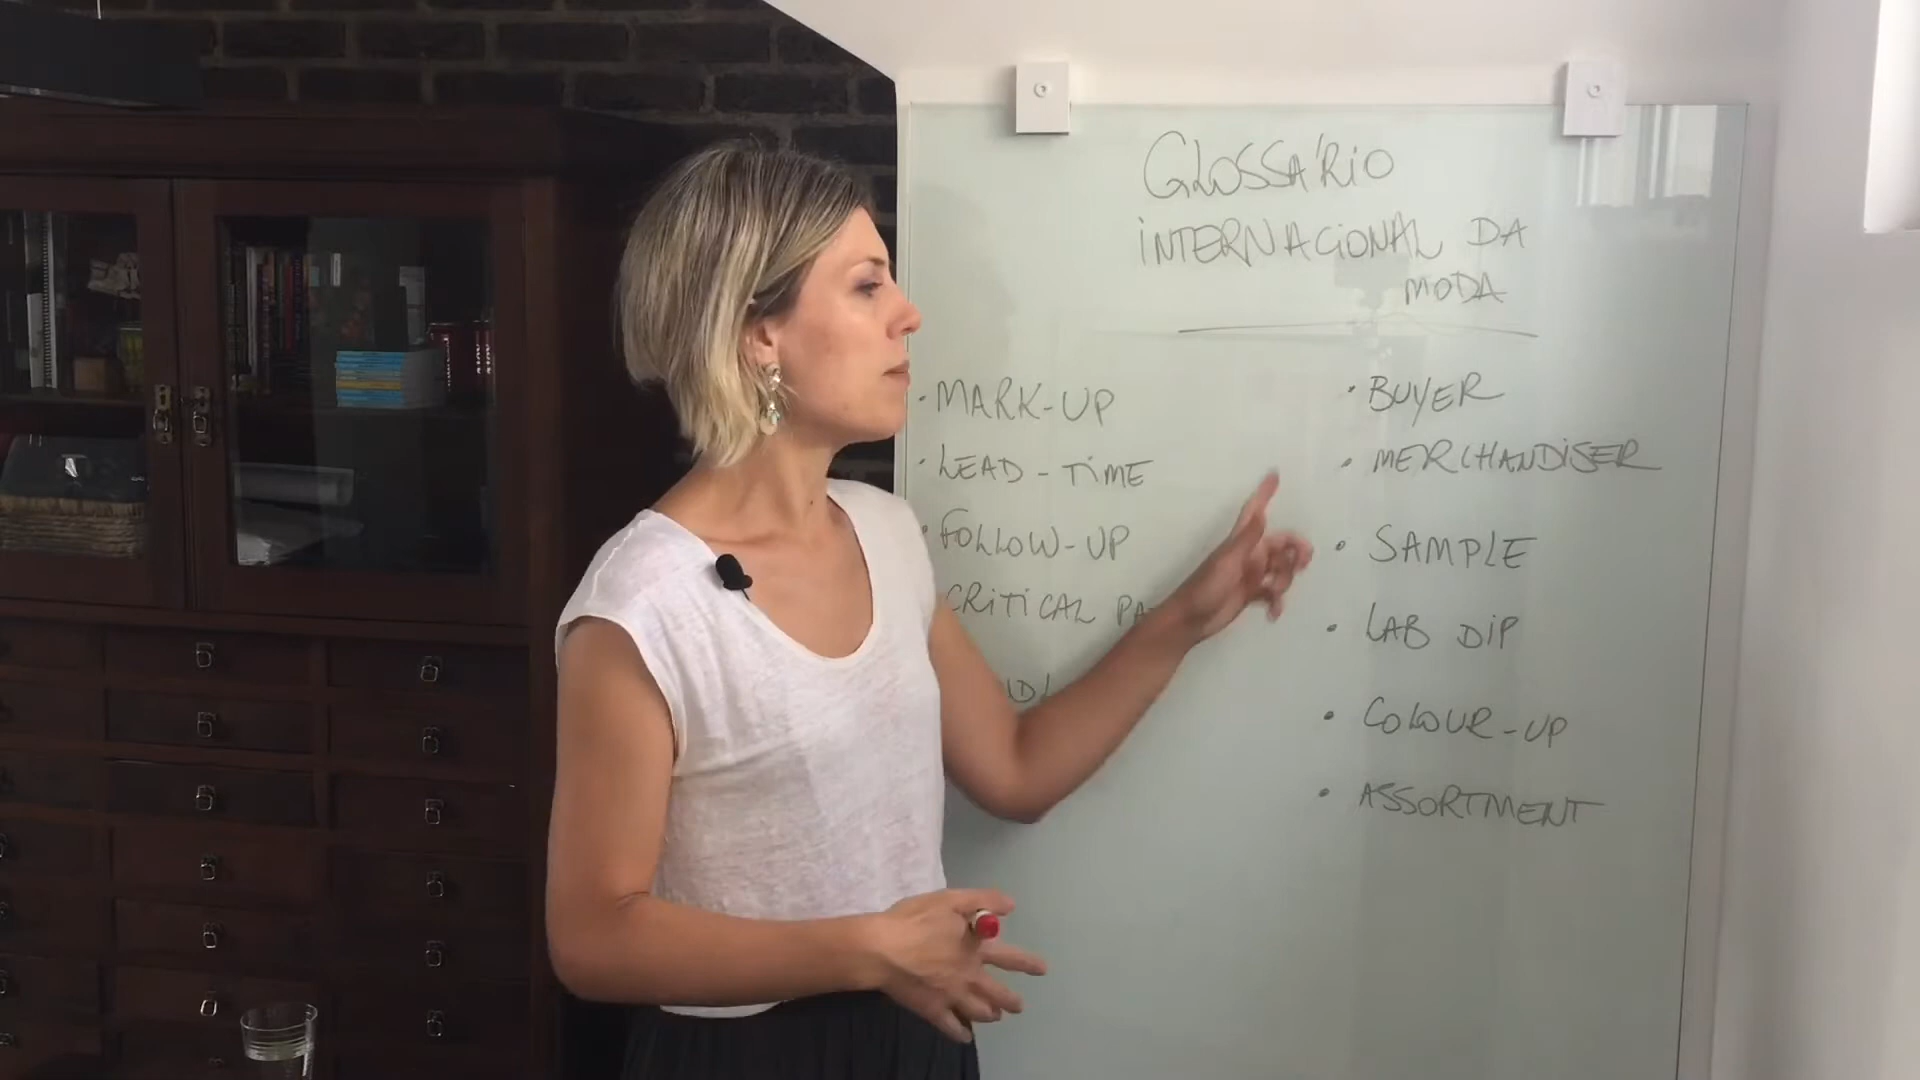 GLOSSÁRIO
INTERNACIONAL DA
MODA
· MARK-UP
· LEAD-TIME
· FOLLOW-UP
CRITICAL
· BUYER
· MERCHANDISER
· SAMPLE
· LAB DIP
· COLOUR-UP
· ASSORTMENT